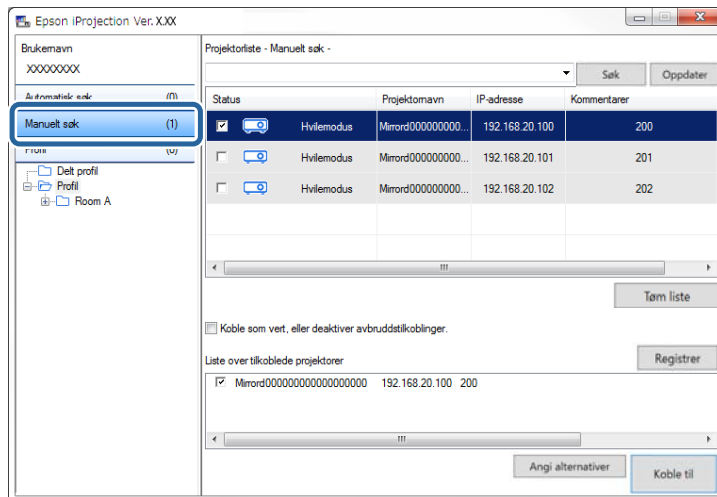 Epson iProjection Ver. X.XX
Brukernavn
XXXXXXXX
Automatisk søk (0)
Manuelt søk (1)
Profil (0)
Delt profil
Profil
Room A
Projektorliste - Manuelt søk -
Søk Oppdater
Status Projektornavn IP-adresse Kommentarer
Hvilemodus Mirrord000000000... 192.168.20.100 200
Hvilemodus Mirrord000000000... 192.168.20.101 201
Hvilemodus Mirrord000000000... 192.168.20.102 202
Tøm liste
Koble som vert, eller deaktiver avbruddstilkoblinger.
Liste over tilkoblede projektorer
Registrer
Mirrord000000000000000000 192.168.20.100 200
Angi alternativer Koble til